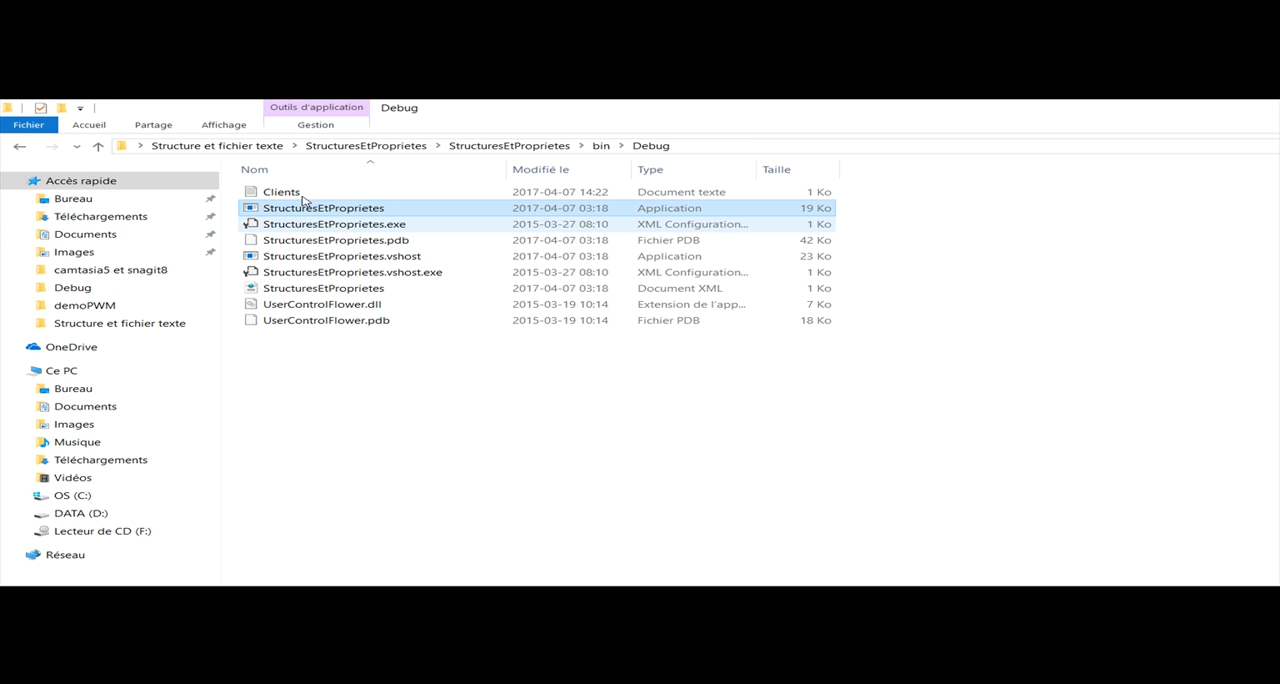 Outils d'application Debug
Fichier Accueil Partage Affichage Gestion
Structure et fichier texte > StructuresEtProprietes > StructuresEtProprietes > bin > Debug
Nom Modifié le Type Taille
Accès rapide
Bureau
Téléchargements
Documents
Images
camtasia5 et snagit8
Debug
demoPWM
Structure et fichier texte
OneDrive
Ce PC
Bureau
Documents
Images
Musique
Téléchargements
Vidéos
OS (C:)
DATA (D:)
Lecteur de CD (F:)
Réseau
Clients 2017-04-07 14:22 Document texte 1 Ko
StructuresEtProprietes 2017-04-07 03:18 Application 19 Ko
StructuresEtProprietes.exe 2015-03-27 08:10 XML Configuration... 1 Ko
StructuresEtProprietes.pdb 2017-04-07 03:18 Fichier PDB 42 Ko
StructuresEtProprietes.vshost 2017-04-07 03:18 Application 23 Ko
StructuresEtProprietes.vshost.exe 2015-03-27 08:10 XML Configuration... 1 Ko
StructuresEtProprietes 2017-04-07 03:18 Document XML 1 Ko
UserControlFlower.dll 2015-03-19 10:14 Extension de l'app... 7 Ko
UserControlFlower.pdb 2015-03-19 10:14 Fichier PDB 18 Ko